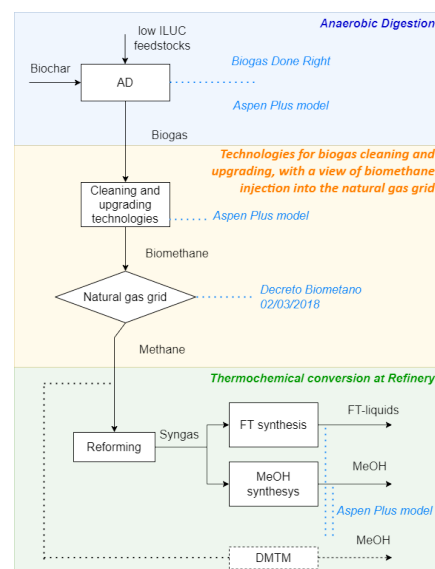 Anaerobic Digestion
low ILUC
feedstocks
Biochar
AD
Biogas Done Right
Aspen Plus model
Biogas
Technologies for biogas cleaning and
upgrading, with a view of biomethane
injection into the natural gas grid
Cleaning and
upgrading
technologies
Aspen Plus model
Biomethane
Natural gas grid
Decreto Biometano
02/03/2018
Methane
Thermochemical conversion at Refinery
FT-liquids
FT synthesis
Syngas
Reforming
MeOH
MeOH
synthesys
Aspen Plus model
MeOH
DMTM